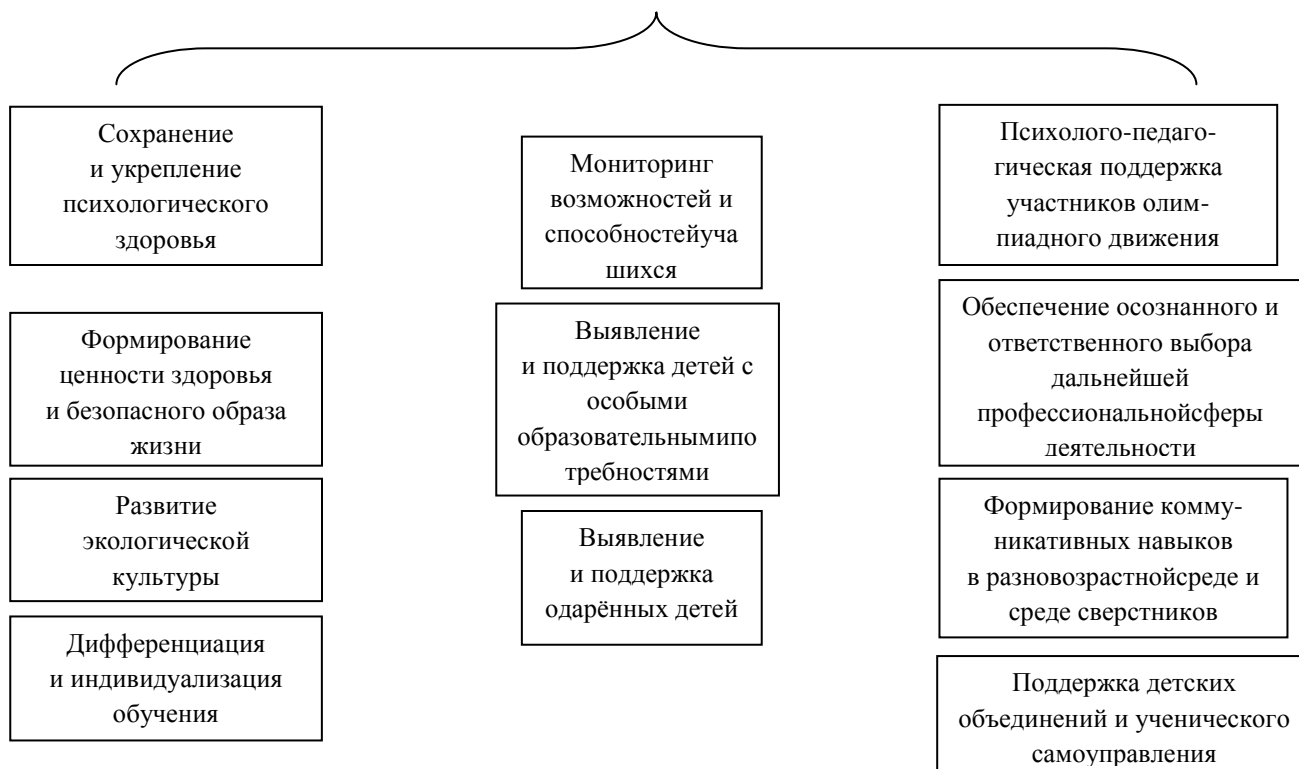 Сохранение
и укрепление
психологического
здоровья
Формирование
ценности здоровья
и безопасного образа
жизни
Развитие
экологической
культуры
Дифференциация
и индивидуализация
обучения
Мониторинг
возможностей и
способностейуча
шихся
Выявление
и поддержка детей с
особыми
образовательнымипо
требностями
Выявление
и поддержка
одарённых детей
Психолого-педаго-
гическая поддержка
участников олим-
пиадного движения
Обеспечение осознанного и
ответственного выбора
дальнейшей
профессиональнойсферы
деятельности
Формирование комму-
никативных навыков
в разновозрастнойсреде и
среде сверстников
Поддержка детских
объединений и ученического
самоуправления